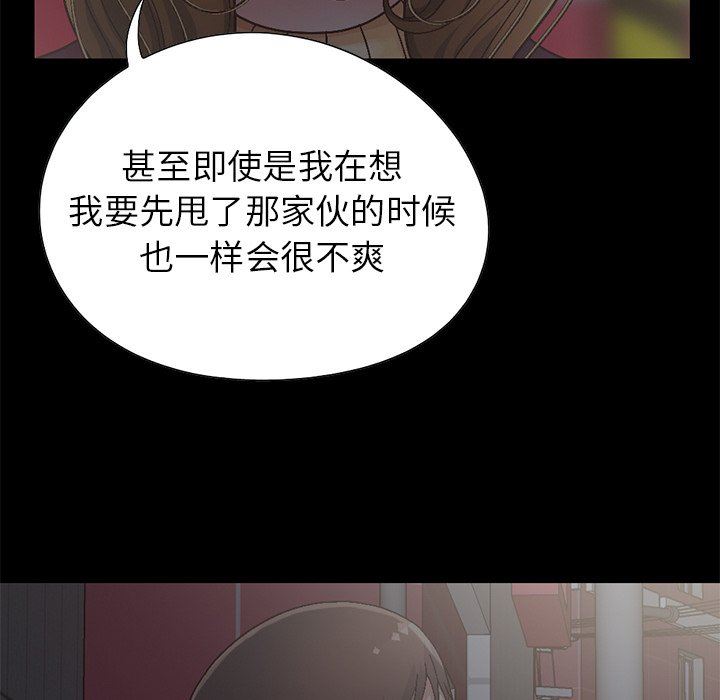 甚至即使是我在想
我要先甩了那家伙的时候
也一样会很不爽